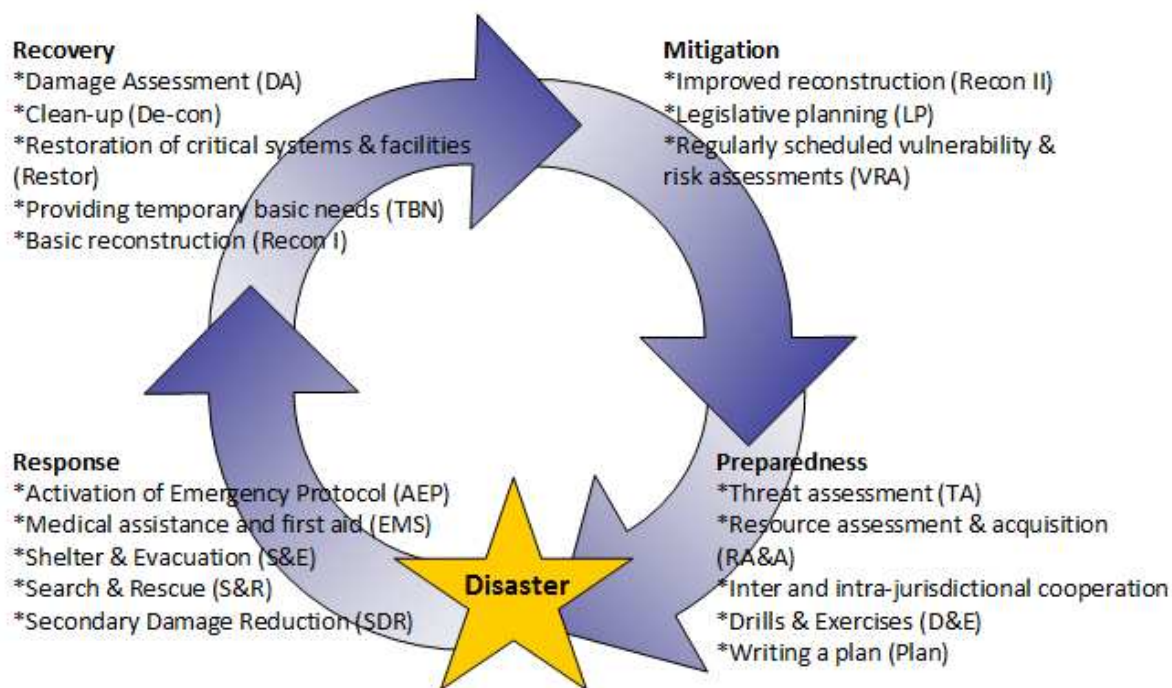 Recovery
*Damage Assessment (DA)
*Clean-up (De-con)
*Restoration of critical systems & facilities
(Restor)
*Providing temporary basic needs (TBN)
*Basic reconstruction (Recon I)
Mitigation
*Improved reconstruction (Recon II)
*Legislative planning (LP)
*Regularly scheduled vulnerability &
risk assessments (VRA)
Response
*Activation of Emergency Protocol (AEP)
*Medical assistance and first aid (EMS)
*Shelter & Evacuation (S&E)
*Search & Rescue (S&R)
*Secondary Damage Reduction (SDR)
Disaster
Preparedness
*Threat assessment (TA)
*Resource assessment & acquisition
(RA&A)
*Inter and intra-jurisdictional cooperation
*Drills & Exercises (D&E)
*Writing a plan (Plan)